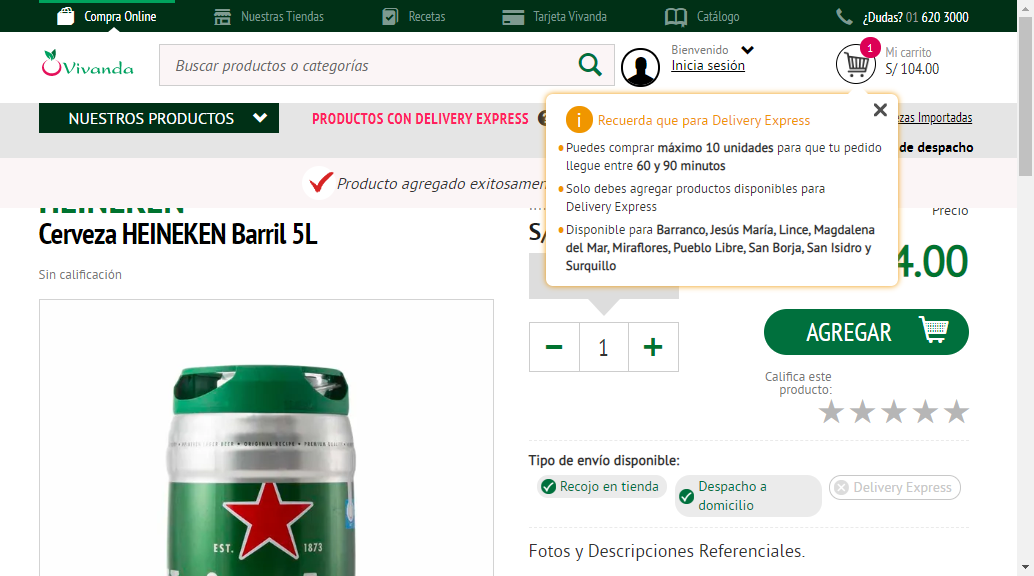 Compra Online
Nuestras Tiendas
Recetas
Tarjeta Vivanda
Catálogo
¿Dudas? 01 620 3000
Vivanda
Buscar productos o categorías
Bienvenido
Inicia sesión
1
Mi carrito
S/ 104.00
NUESTROS PRODUCTOS
PRODUCTOS CON DELIVERY EXPRESS
Importadas
de despacho
i Recuerda que para Delivery Express
Puedes comprar máximo 10 unidades para que tu pedido
llegue entre 60 y 90 minutos
Solo debes agregar productos disponibles para
Delivery Express
Disponible para Barranco, Jesús María, Lince, Magdalena
del Mar, Miraflores, Pueblo Libre, San Borja, San Isidro y
Surquillo
Producto agregado
HEINEKEN
Cerveza HEINEKEN Barril 5L
Sin calificación
S/
Precio
4.00
1
AGREGAR
Califica este
producto:
Tipo de envío disponible:
Recojo en tienda
Despacho a
domicilio
Delivery Express
Fotos y Descripciones Referenciales.
ORIGINAL RECIPE
EST. 1873